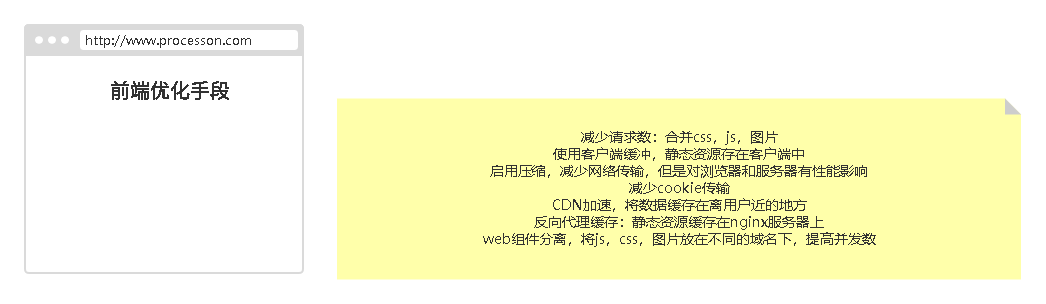 http://www.processon.com
前端优化手段
减少请求数：合并css，js，图片
使用客户端缓冲，静态资源存在客户端中
启用压缩，减少网络传输，但是对浏览器和服务器有性能影响
减少cookie传输
CDN加速，将数据缓存在离用户近的地方
反向代理缓存：静态资源缓存在nginx服务器上
web组件分离，将js，css，图片放在不同的域名下，提高并发数